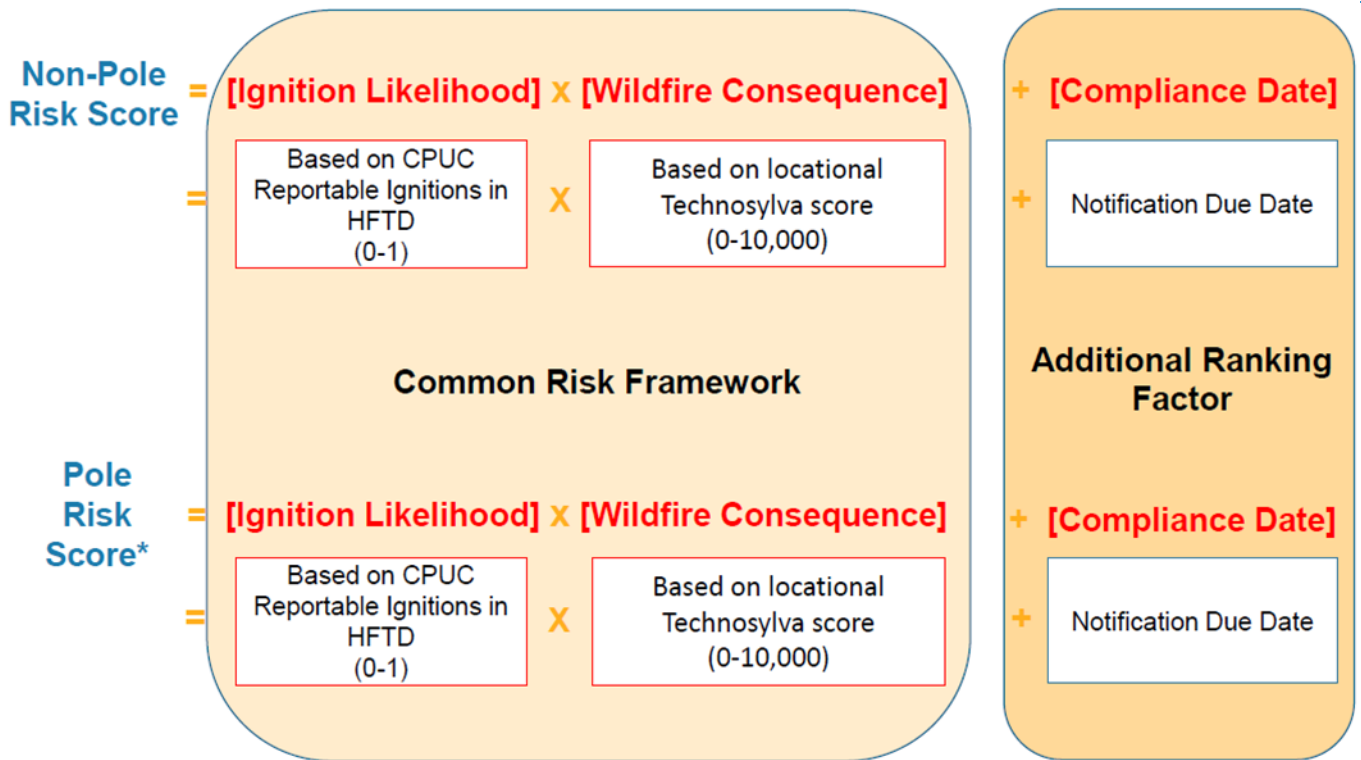 Non-Pole
Risk Score
= [Ignition Likelihood] X [Wildfire Consequence] + [Compliance Date]
=
Based on CPUC
Reportable Ignitions in
HFTD
(0-1)
X
Based on locational
Technosylva score
(0-10,000)
+
Notification Due Date
Common Risk Framework
Additional Ranking
Factor
Pole
Risk
Score*
= [Ignition Likelihood] X [Wildfire Consequence] + [Compliance Date]
=
Based on CPUC
Reportable Ignitions in
HFTD
(0-1)
X
Based on locational
Technosylva score
(0-10,000)
+
Notification Due Date